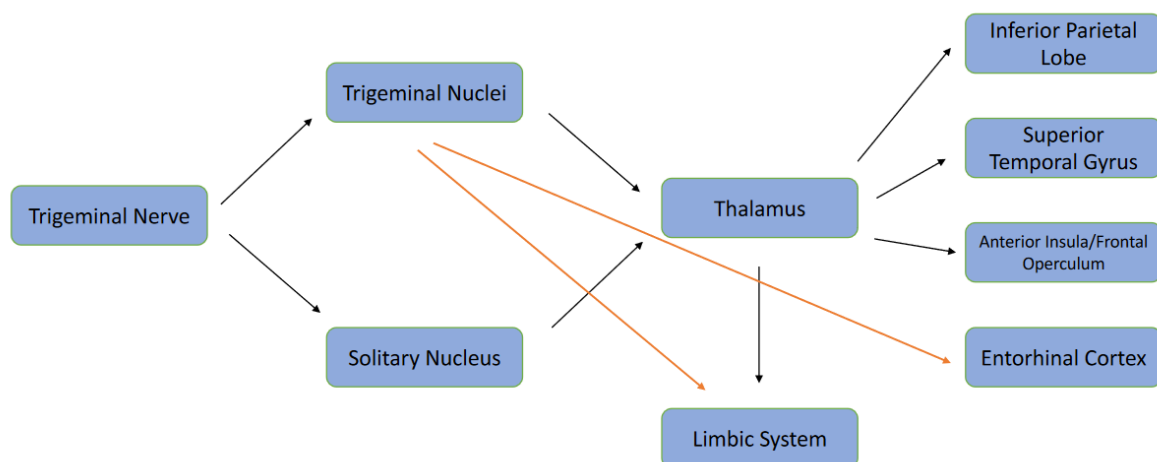 Trigeminal Nerve
Trigeminal Nuclei
Solitary Nucleus
Thalamus
Limbic System
Inferior Parietal
Lobe
Superior
Temporal Gyrus
Anterior Insula/Frontal
Operculum
Entorhinal Cortex